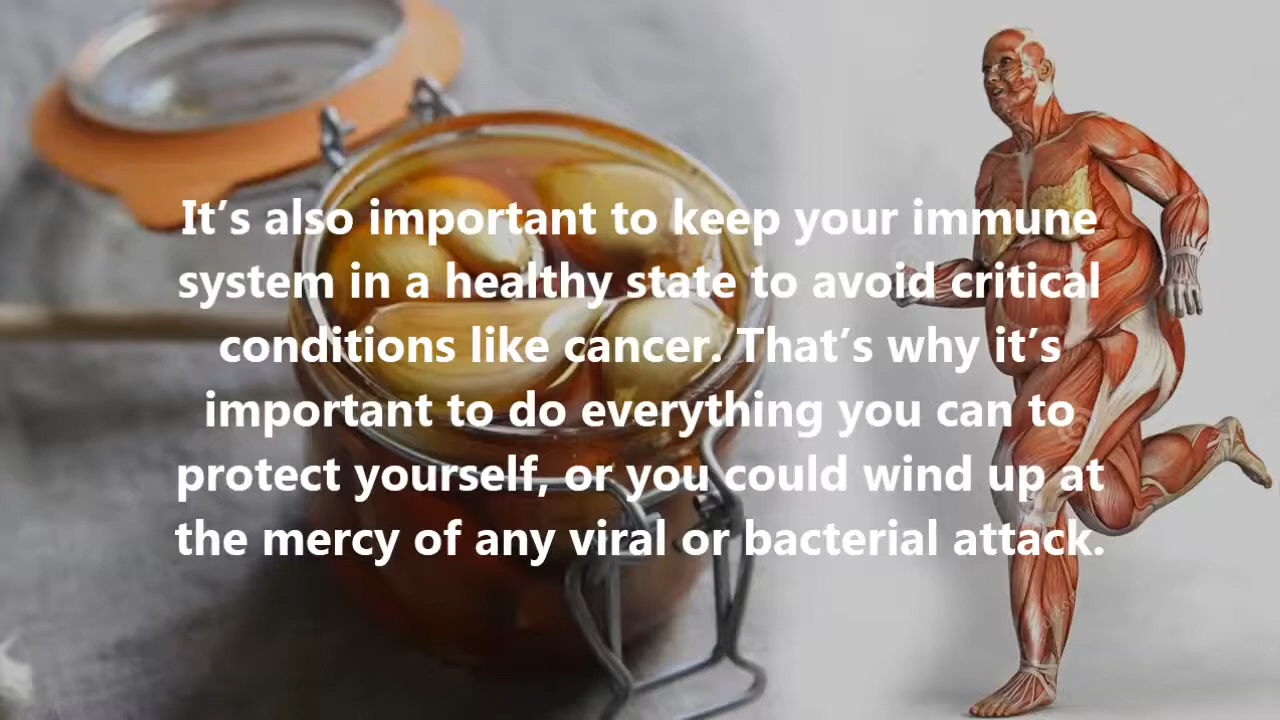 It’s also important to keep your immune
system in a healthy state to avoid critical
conditions like cancer. That’s why it’s
important to do everything you can to
protect yourself, or you could wind up at
the mercy of any viral or bacterial attack.